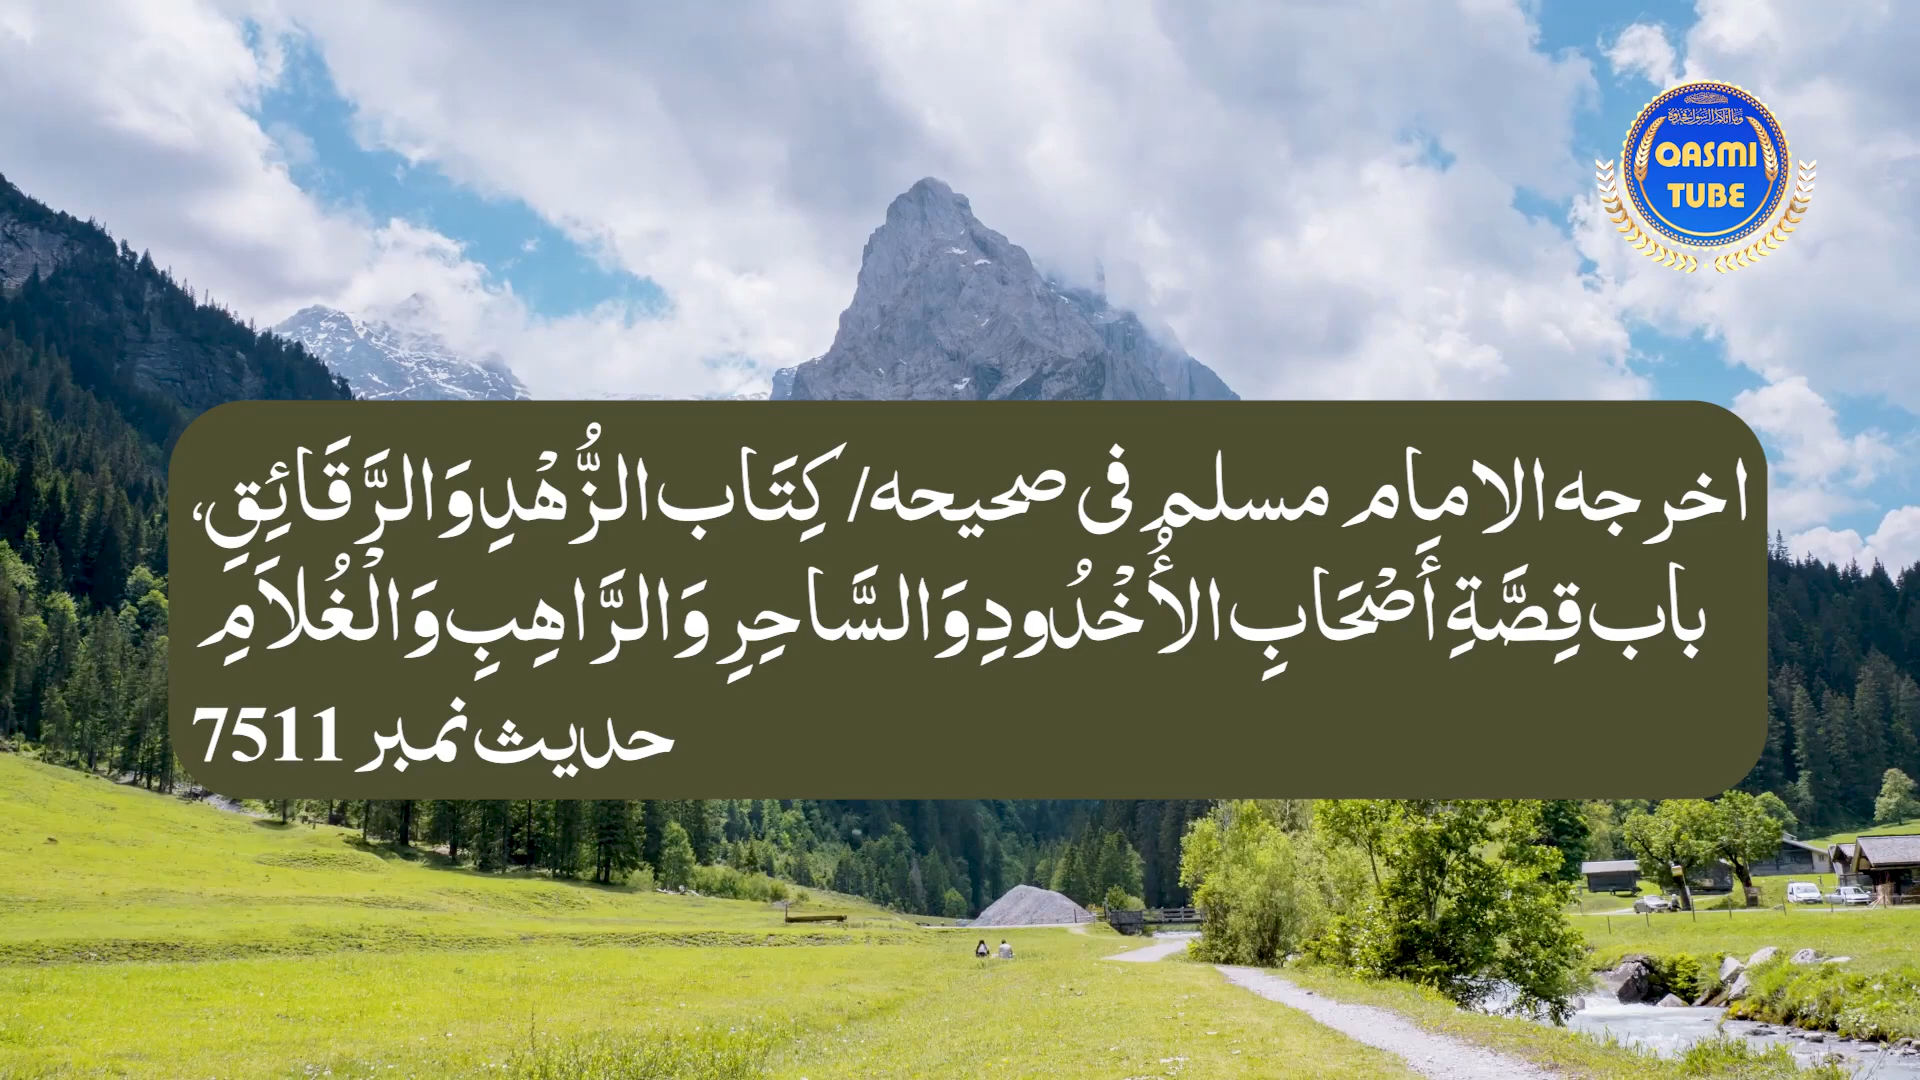 QASMI
TUBE
اخرجه الامام مسلم فی صحیحه/ كِتَاب الزُّهْدِ وَالرَّقَائِقِ،
باب قِصَّةِ أَصْحَابِ الأُخْدُودِ وَالسَّاحِرِ وَالرَّاهِبِ وَالْغُلاَمِ
حدیث نمبر 7511